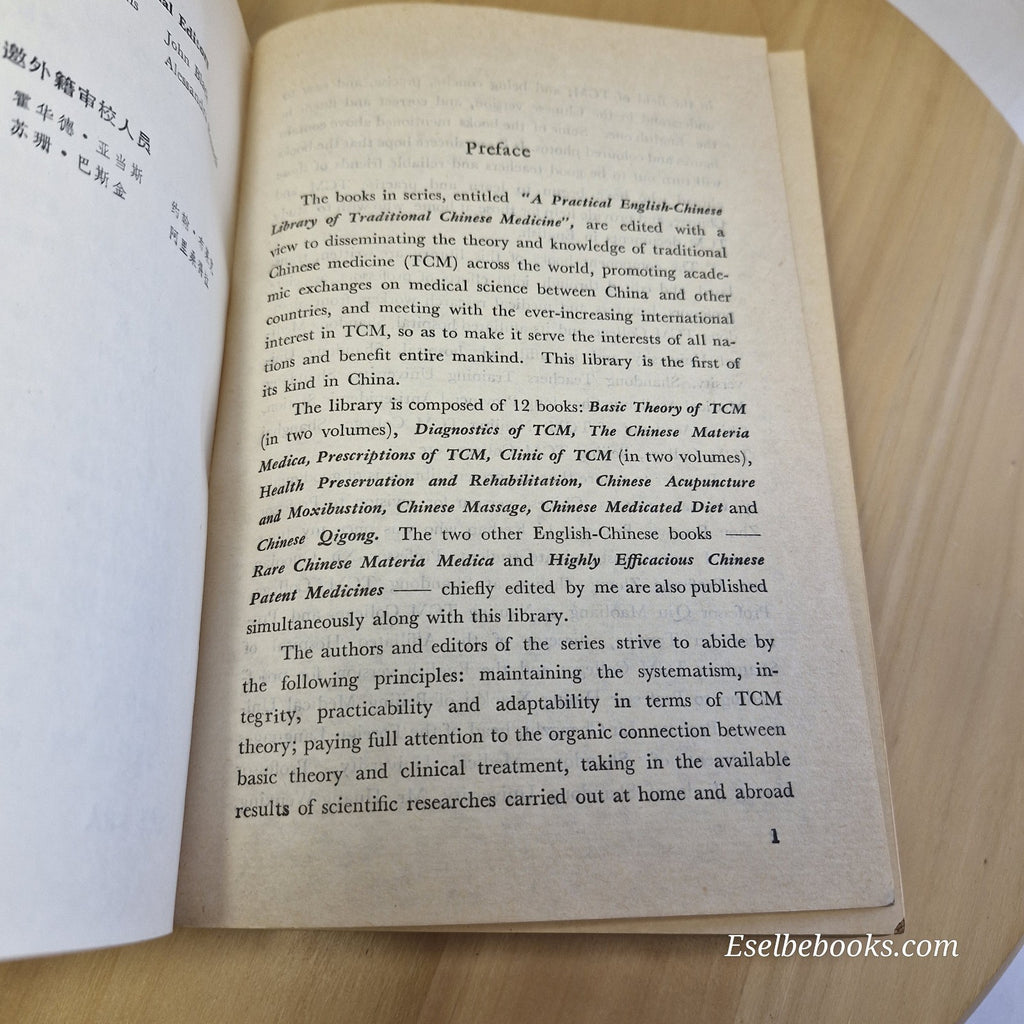 al Editor
John B
Alessand
邀外籍审校人员
霍华德·亚当斯
苏珊·巴斯金
Preface
The books in series, entitled "A Practical English-Chinese
Library of Traditional Chinese Medicine", are edited with a
view to disseminating the theory and knowledge of traditional
Chinese medicine (TCM) across the world, promoting acade-
mic exchanges on medical science between China and other
countries, and meeting with the ever-increasing international
interest in TCM, so as to make it serve the interests of all na-
tions and benefit entire mankind. This library is the first of
its kind in China.
The library is composed of 12 books: Basic Theory of TCM
(in two volumes), Diagnostics of TCM, The Chinese Materia
Medica, Prescriptions of TCM, Clinic of TCM (in two volumes),
Health Preservation and Rehabilitation, Chinese Acupuncture
and Moxibustion, Chinese Massage, Chinese Medicated Diet and
Chinese Qigong. The two other English-Chinese books ——
Rare Chinese Materia Medica and Highly Efficacious Chinese
Patent Medicines —— chiefly edited by me are also published
simultaneously along with this library.
The authors and editors of the series strive to abide by
the following principles: maintaining the systematism, in-
tegrity, practicability and adaptability in terms of TCM
theory; paying full attention to the organic connection between
basic theory and clinical treatment, taking in the available
results of scientific researches carried out at home and abroad
1
Eselbebooks.com